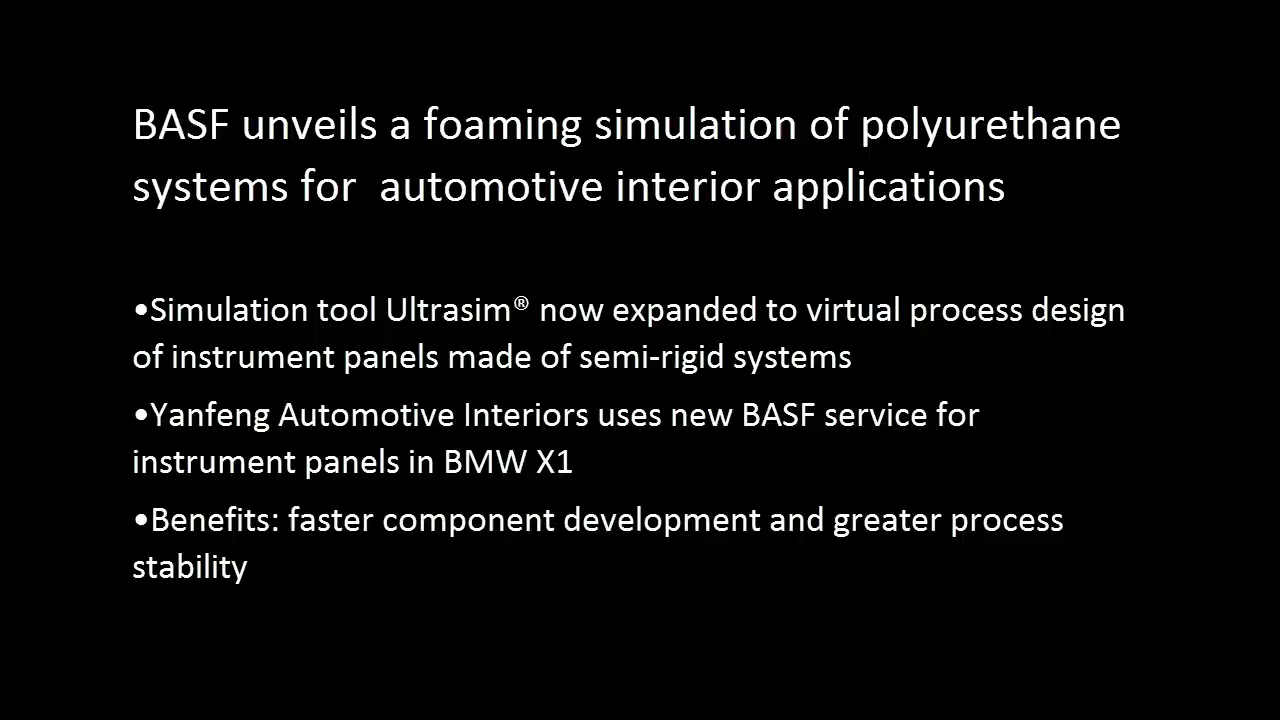 BASF unveils a foaming simulation of polyurethane
systems for  automotive interior applications
•Simulation tool Ultrasim® now expanded to virtual process design
of instrument panels made of semi-rigid systems
•Yanfeng Automotive Interiors uses new BASF service for
instrument panels in BMW X1
•Benefits: faster component development and greater process
stability